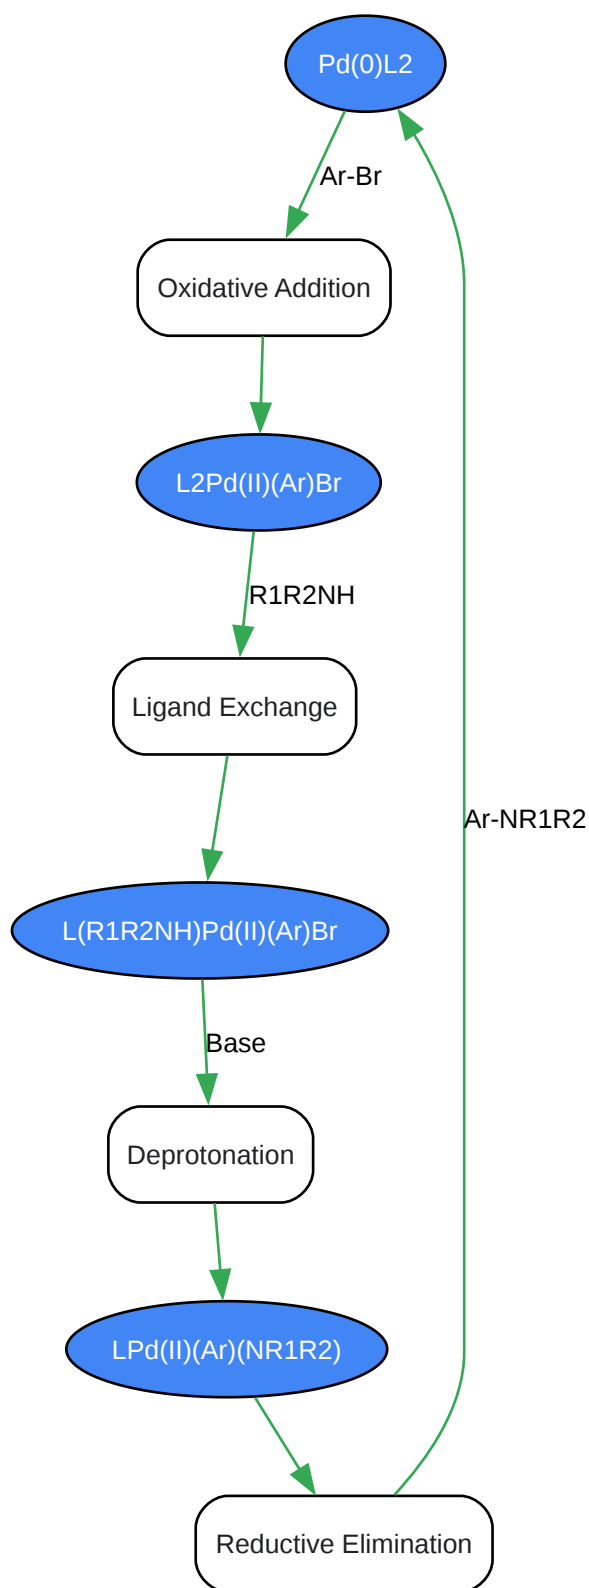 Pd(0)L2
Ar-Br
Oxidative Addition
L2Pd(II)(Ar)Br
R1R2NH
Ligand Exchange
Ar-NR1R2
L(R1R2NH)Pd(II)(Ar)Br
Base
Deprotonation
LPd(II)(Ar)(NR1R2)
Reductive Elimination